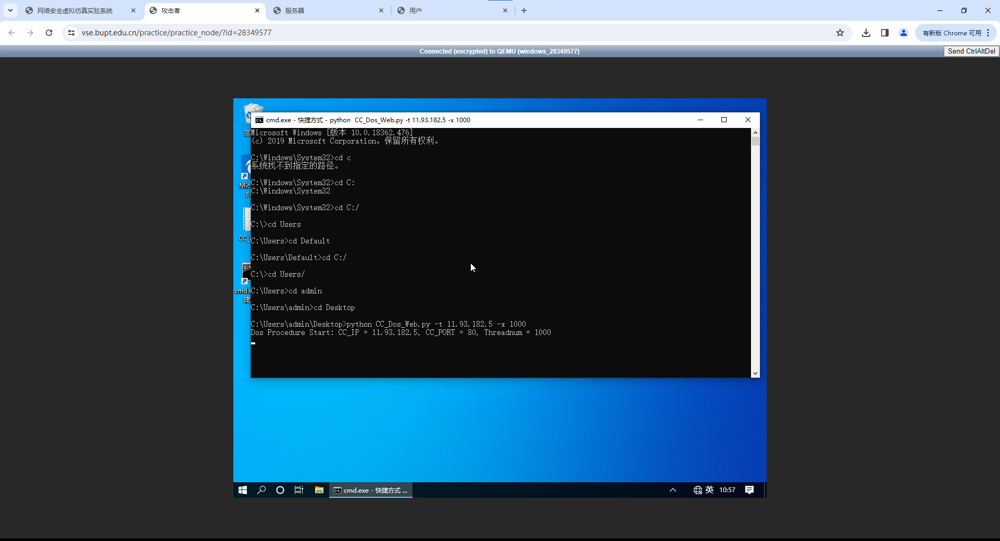 网络安全虚拟仿真实验系统
攻击者
服务器
用户
vse.bupt.edu.cn/practice/practice_node/?id=28349577
有新版 Chrome 可用
Connected (encrypted) to QEMU (windows_28349577)
Send CtrlAltDel
cmd.exe - 快捷方式 - python  CC_Dos_Web.py -t 11.93.182.5 -x 1000
回
Mic
E
CC_
cmd.e
捷
Microsoft Windows [版本 10.0.18362.476]
(c) 2019 Microsoft Corporation。保留所有权利。
C:\Windows\System32>cd c
系统找不到指定的路径。
C:\Windows\System32>cd C:
C:\Windows\System32
C:\Windows\System32>cd C:/
C:\>cd Users
C:\Users>cd Default
C:\Users\Default>cd C:/
C:\>cd Users/
C:\Users>cd admin
C:\Users\admin>cd Desktop
C:\Users\admin\Desktop>python CC_Dos_Web.py -t 11.93.182.5 -x 1000
Dos Procedure Start: CC_IP = 11.93.182.5, CC_PORT = 80, Threadnum = 1000
cmd.exe - 快捷方式 ...
英
10:57